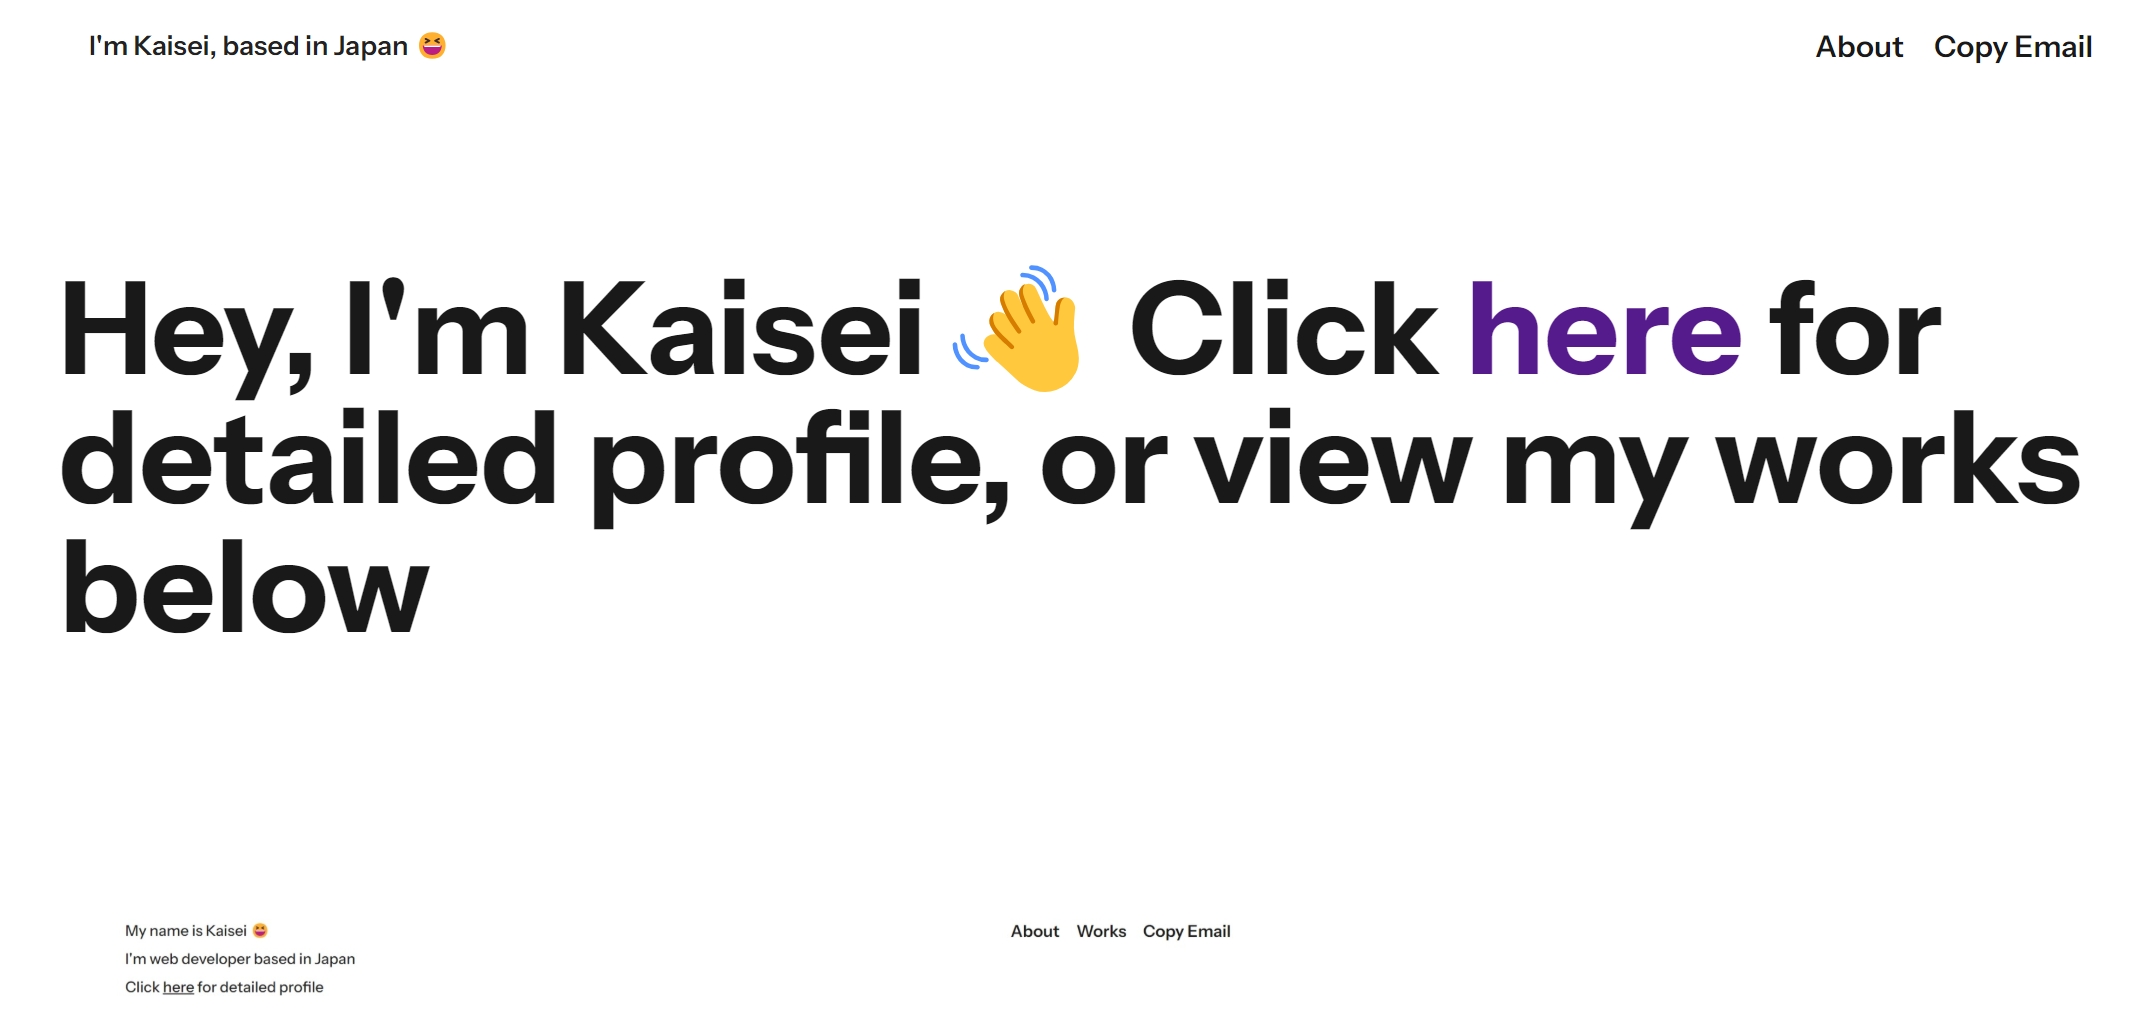 I'm Kaisei, based in Japan 😆
About Copy Email
Hey, I'm Kaisei 👋 Click here for
detailed profile, or view my works
below
My name is Kaisei 😆
I'm web developer based in Japan
Click here for detailed profile
About Works Copy Email